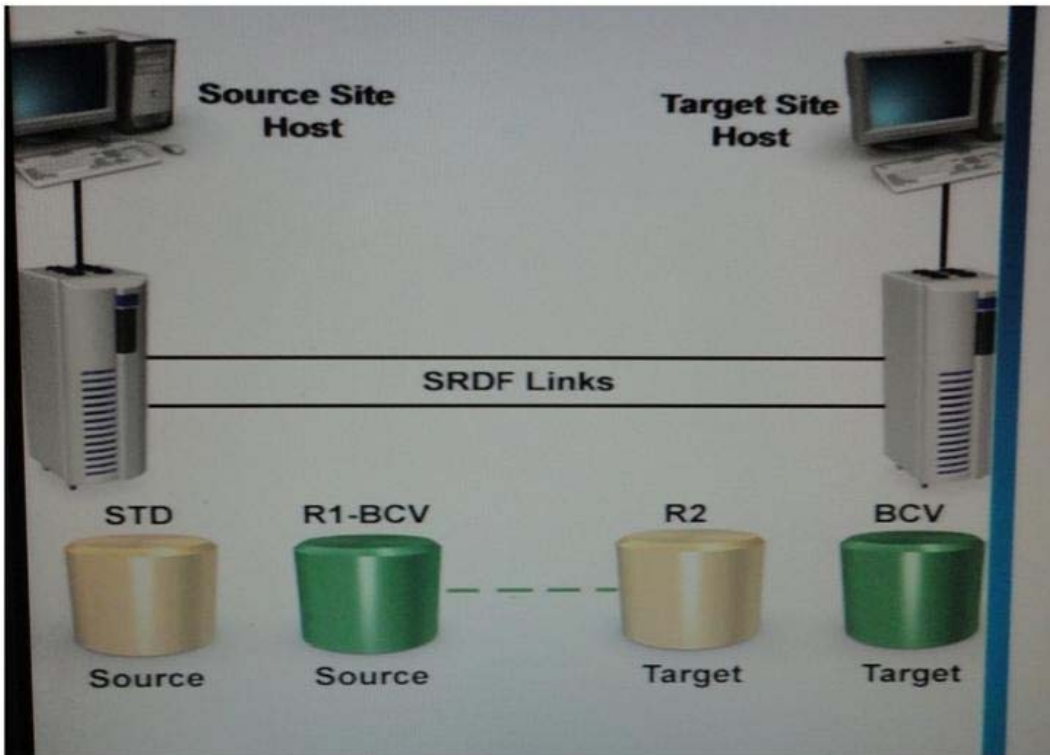 Source Site
Host
Target Site
Host
SRDF Links
STD
R1-BCV
R2
BCV
Source
Source
Target
Target